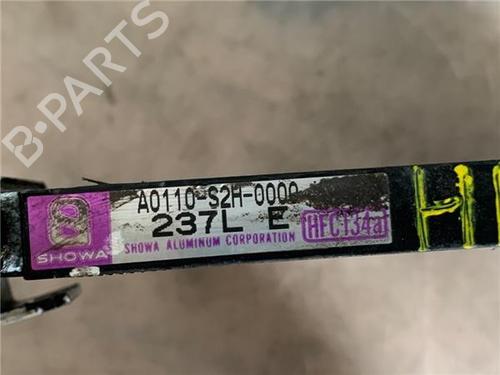 B-PARTS
A0110-S2H-0000
237L E
SHOWA ALUMINUM CORPORATION
HFC134a
SHOWA